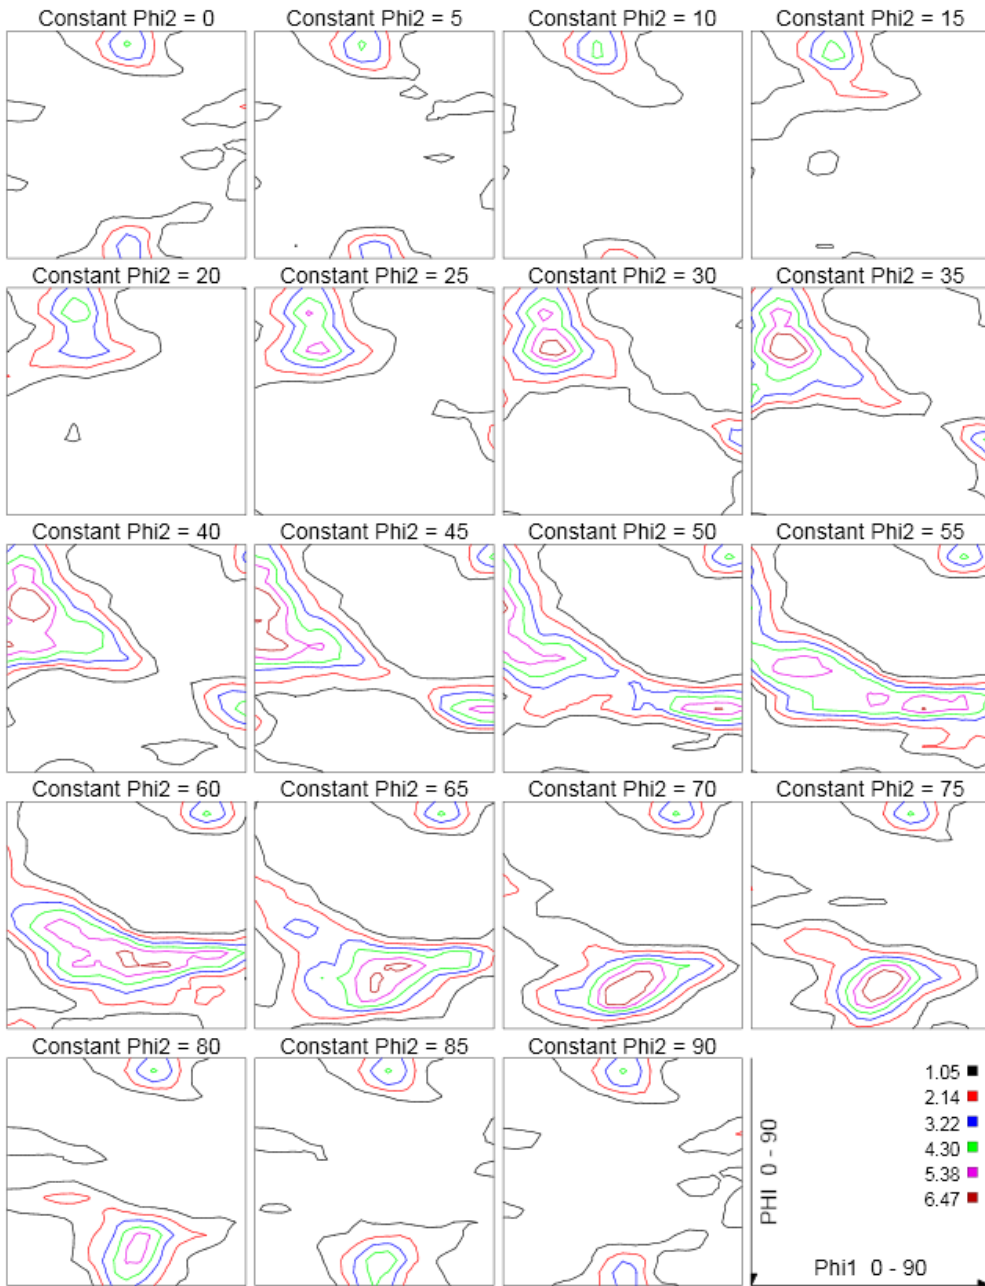 Constant Phi2 = 0
Constant Phi2 = 5
Constant Phi2 = 10
Constant Phi2 = 15
Constant Phi2 = 20
Constant Phi2 = 25
Constant Phi2 = 30
Constant Phi2 = 35
Constant Phi2 = 40
Constant Phi2 = 45
Constant Phi2 = 50
Constant Phi2 = 55
Constant Phi2 = 60
Constant Phi2 = 65
Constant Phi2 = 70
Constant Phi2 = 75
Constant Phi2 = 80
Constant Phi2 = 85
Constant Phi2 = 90
1.05
2.14
3.22
4.30
5.38
6.47
PHI 0 - 90
Phi1 0 - 90